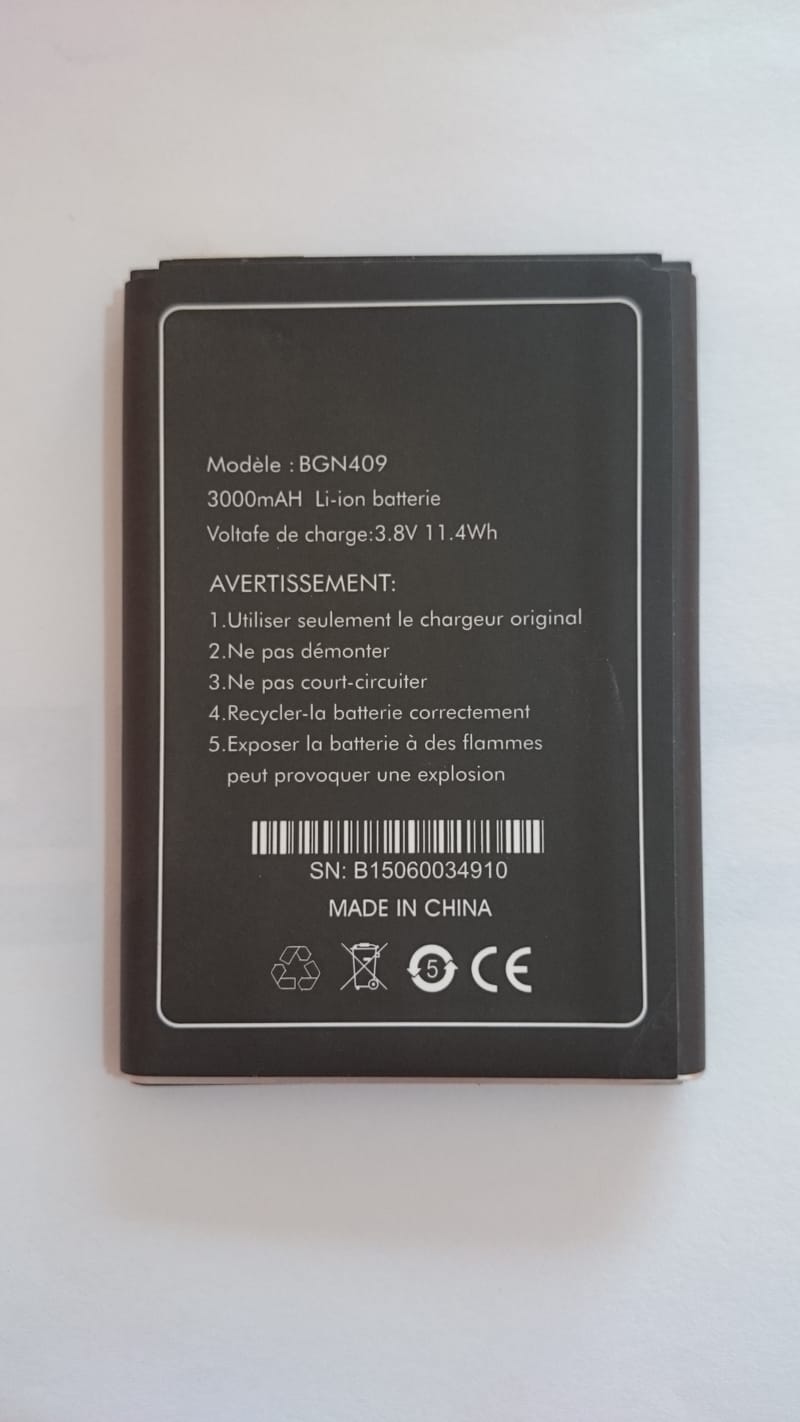 Modèle : BGN409
3000mAH Li-ion batterie
Voltafe de charge:3.8V 11.4Wh
AVERTISSEMENT:
1.Utiliser seulement le chargeur original
2.Ne pas démonter
3.Ne pas court-circuiter
4.Recycler-la batterie correctement
5.Exposer la batterie à des flammes
peut provoquer une explosion
SN: B15060034910
MADE IN CHINA
5 CE